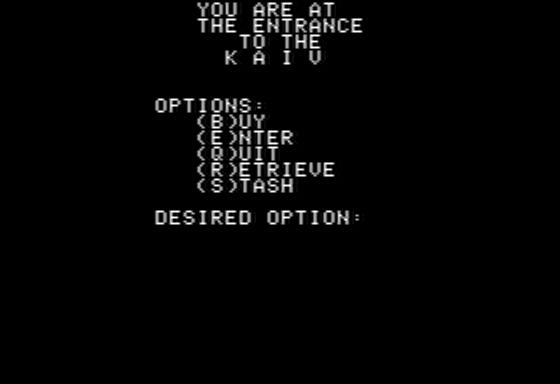 YOU ARE AT
THE ENTRANCE
TO THE
K A I V
OPTIONS:
(B)UY
(E)NTER
(Q)UIT
(R)ETRIEVE
(S)TASH
DESIRED OPTION: